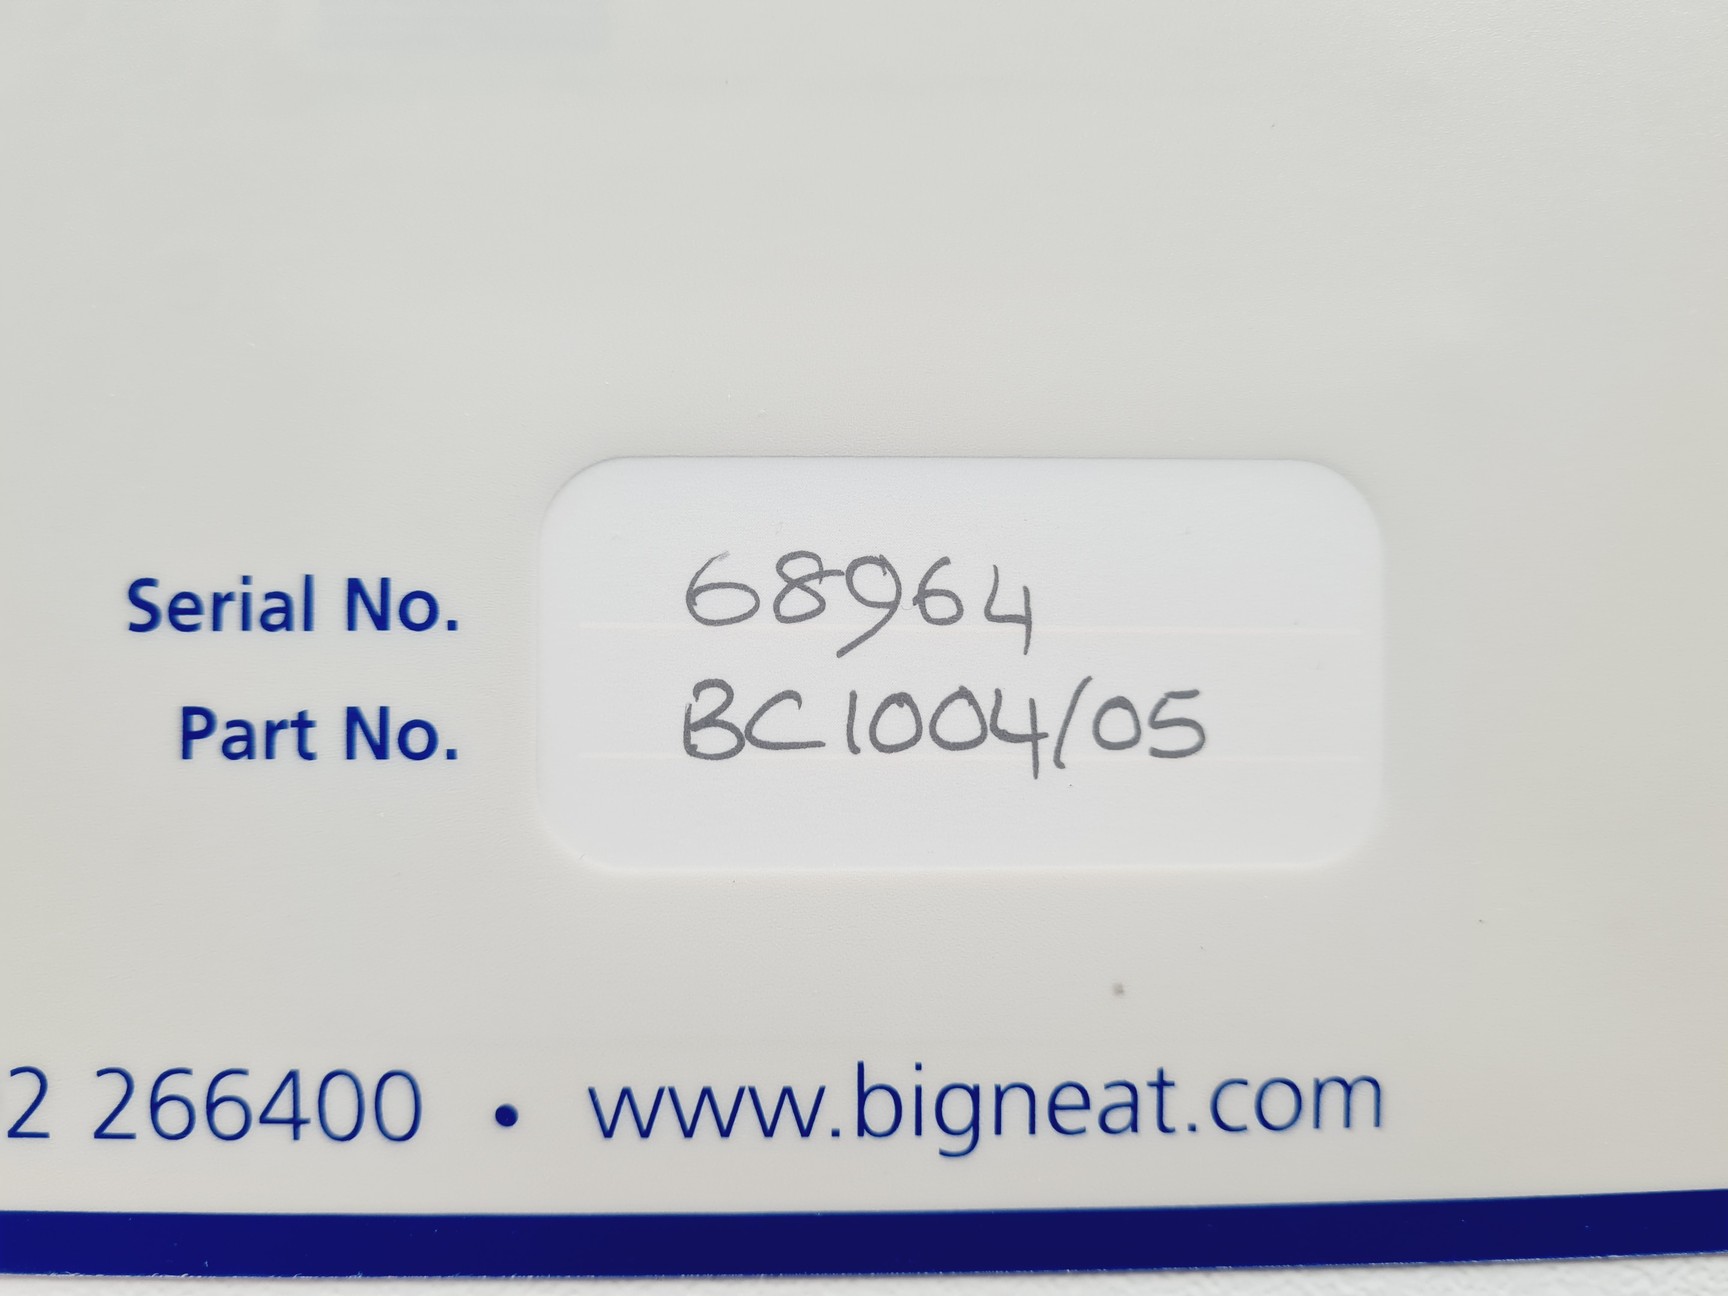 Serial No. 68964
Part No. BC1004/05
2 266400 • www.bigneat.com